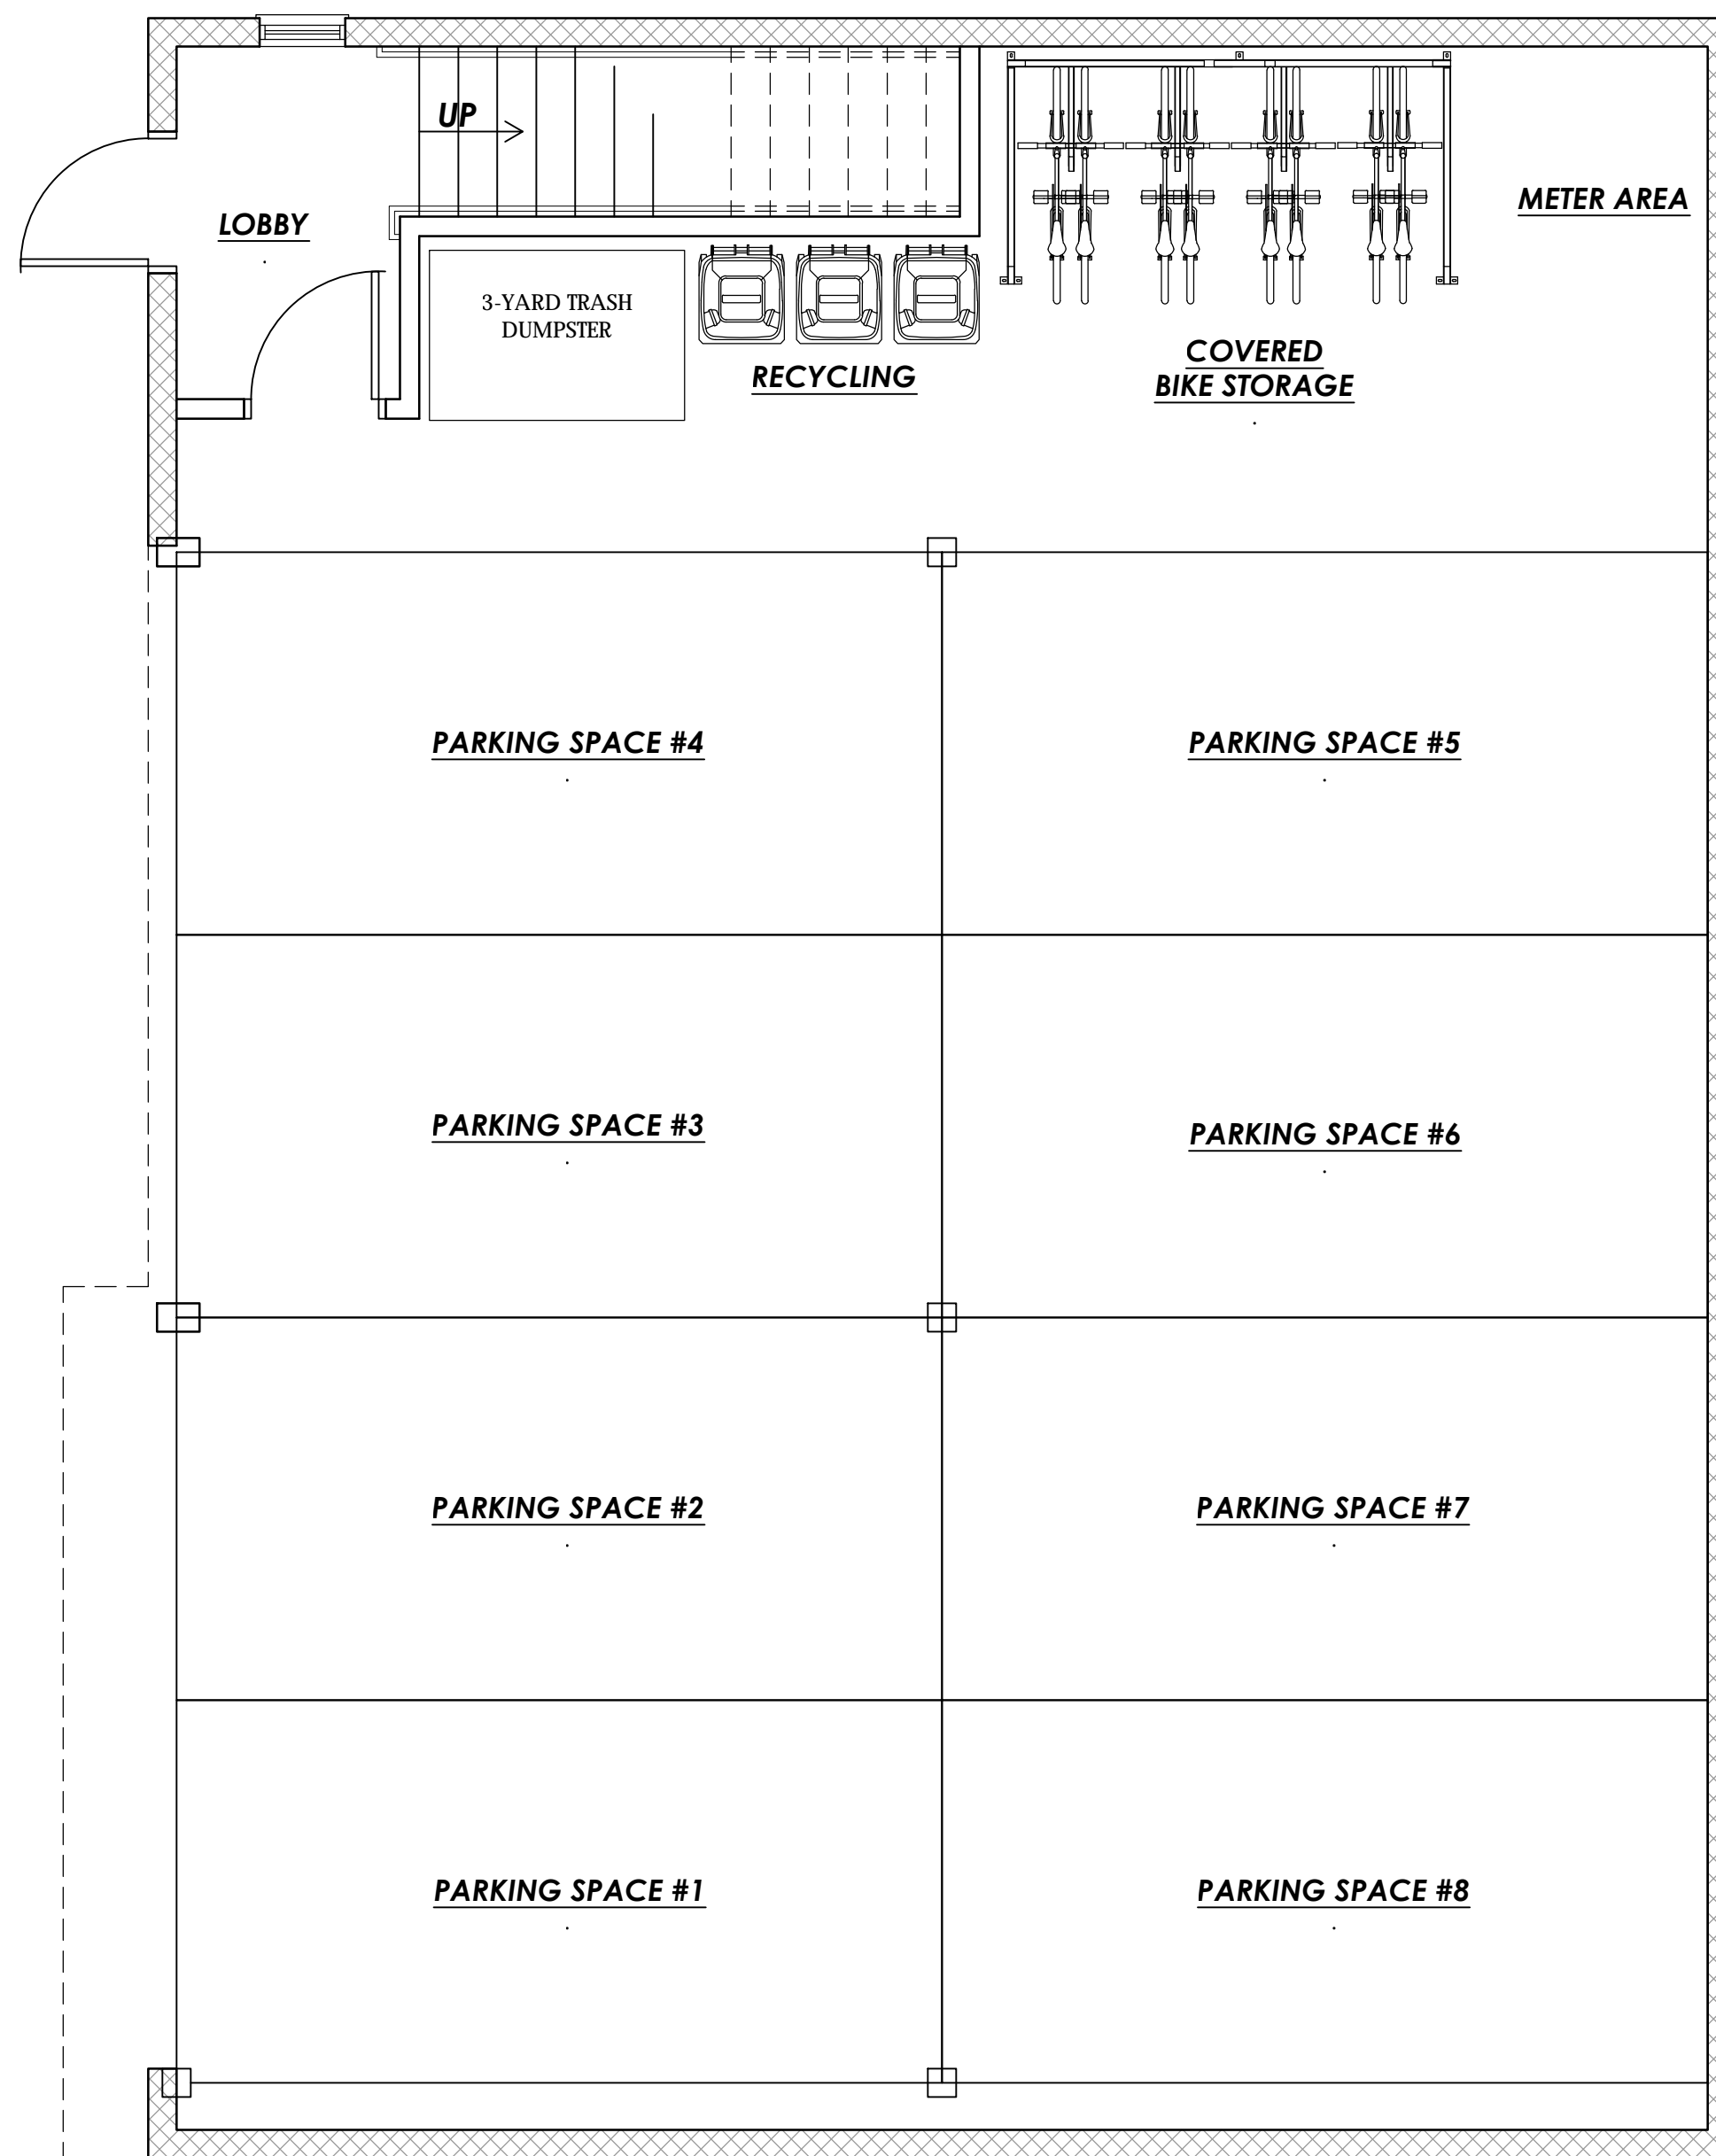 UP
LOBBY
METER AREA
3-YARD TRASH
DUMPSTER
RECYCLING
COVERED
BIKE STORAGE
PARKING SPACE #4
PARKING SPACE #5
PARKING SPACE #3
PARKING SPACE #6
PARKING SPACE #2
PARKING SPACE #7
PARKING SPACE #1
PARKING SPACE #8